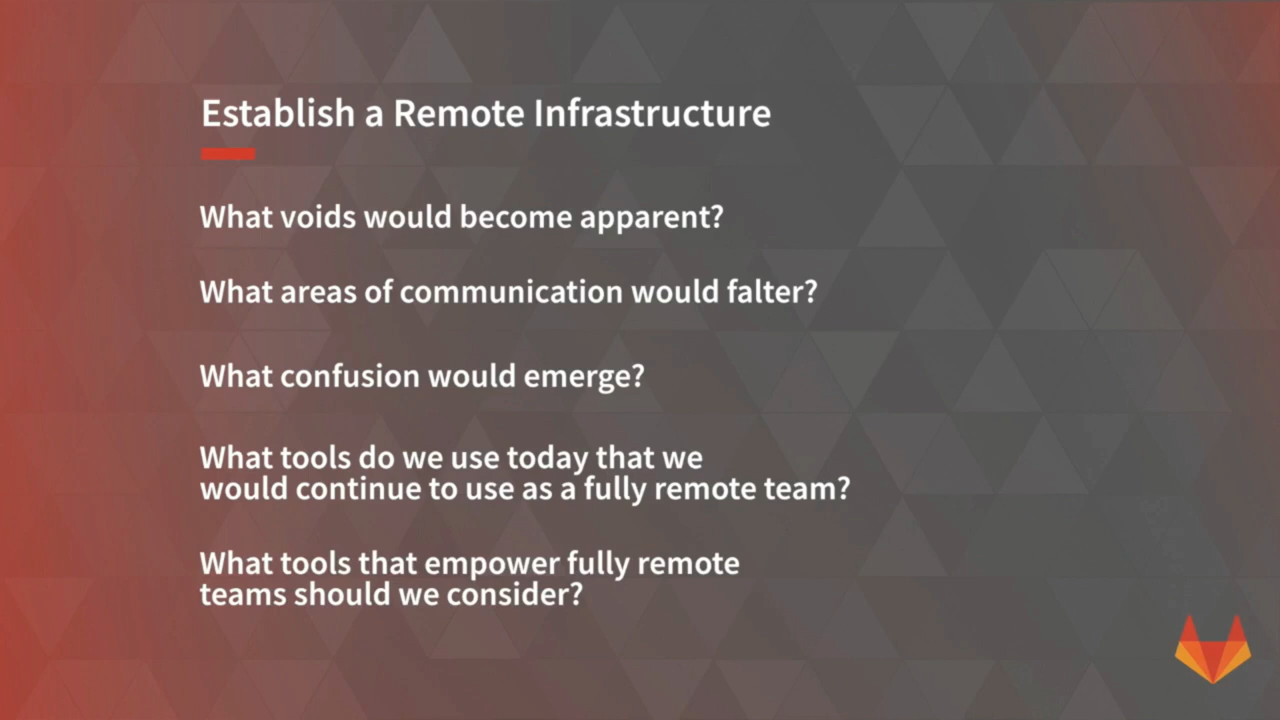 Establish a Remote Infrastructure
What voids would become apparent?
What areas of communication would falter?
What confusion would emerge?
What tools do we use today that we
would continue to use as a fully remote team?
What tools that empower fully remote
teams should we consider?